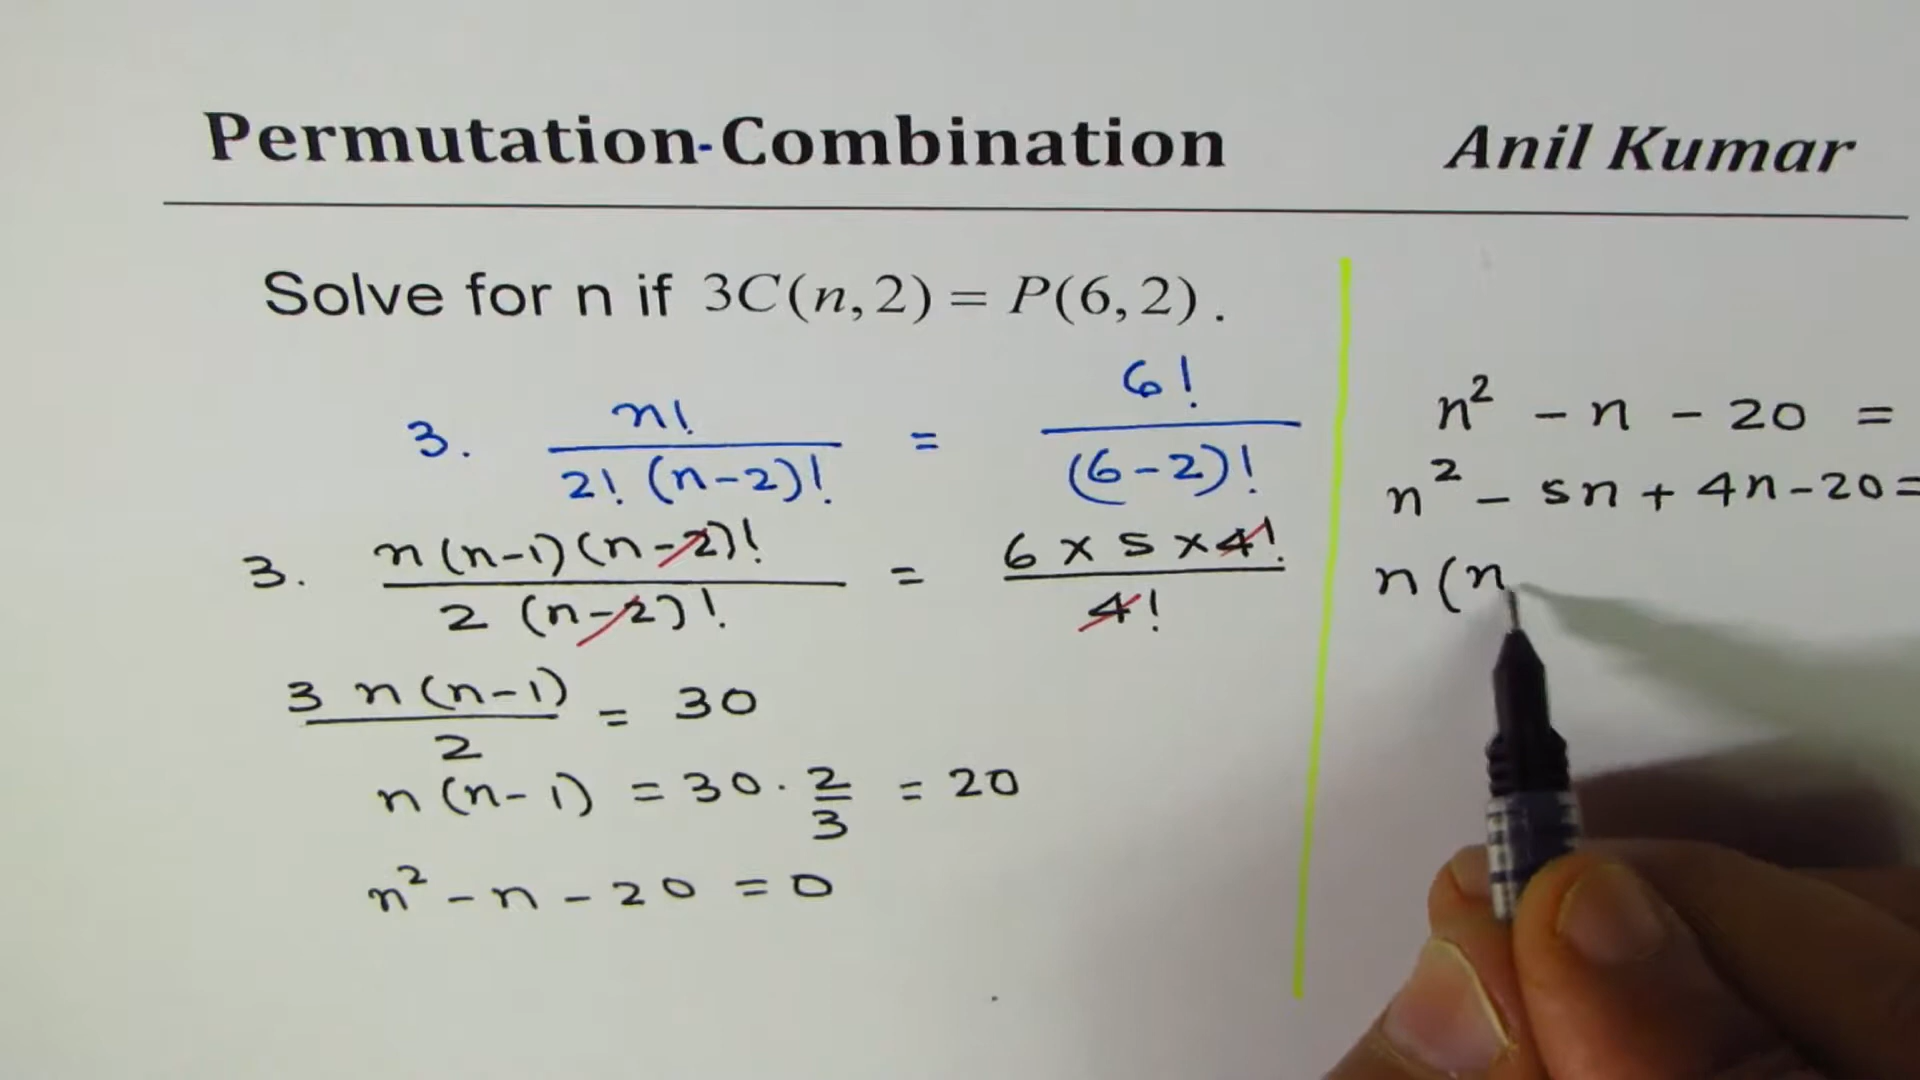 Permutation-Combination Anil Kumar
Solve for n if 3C(n,2) = P(6,2).
3. n! / 2! (n-2)! = 6! / (6-2)!
3. n(n-1)(n-2)! / 2 (n-2)! = 6 x 5 x 4! / 4!
3 n(n-1) / 2 = 30
n(n-1) = 30 · 2/3 = 20
n² - n - 20 = 0
n² - n - 20 =
n² - 5n + 4n - 20 =
n(n